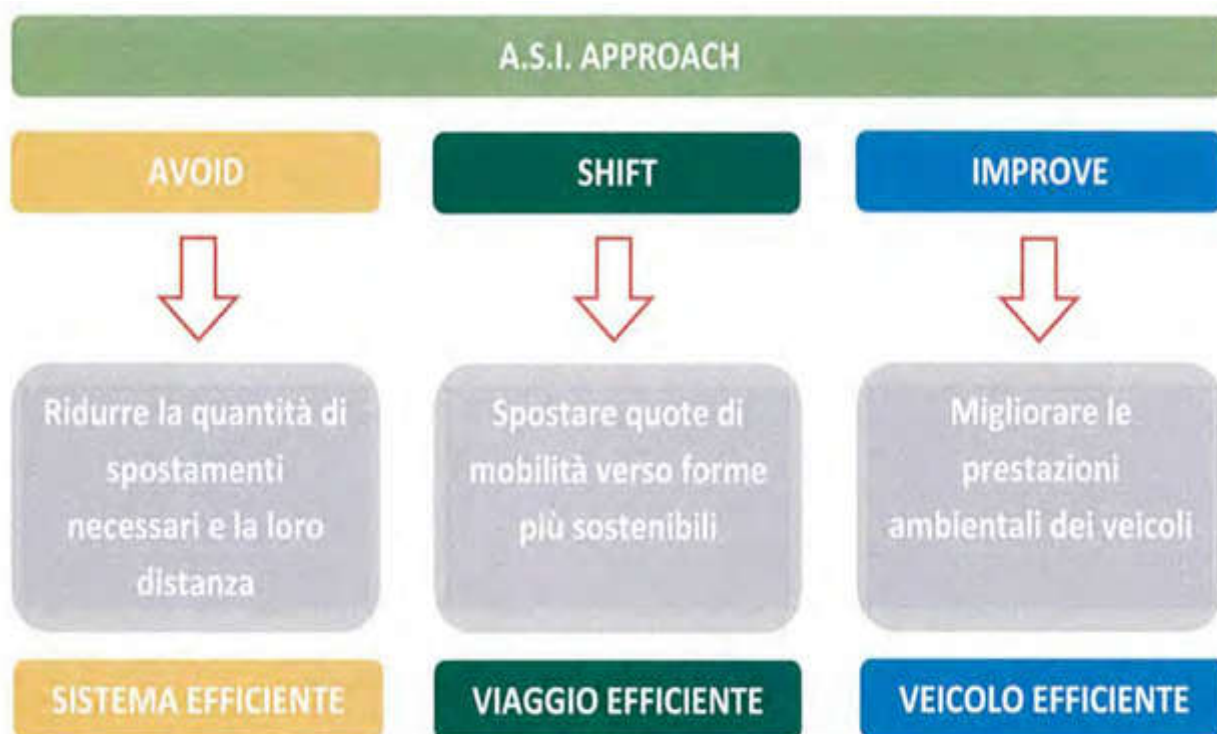 A.S.I. APPROACH
AVOID
SHIFT
IMPROVE
Ridurre la quantità di
spostamenti
necessari e la loro
distanza
Spostare quote di
mobilità verso forme
più sostenibili
Migliorare le
prestazioni
ambientali dei veicoli
SISTEMA EFFICIENTE
VIAGGIO EFFICIENTE
VEICOLO EFFICIENTE